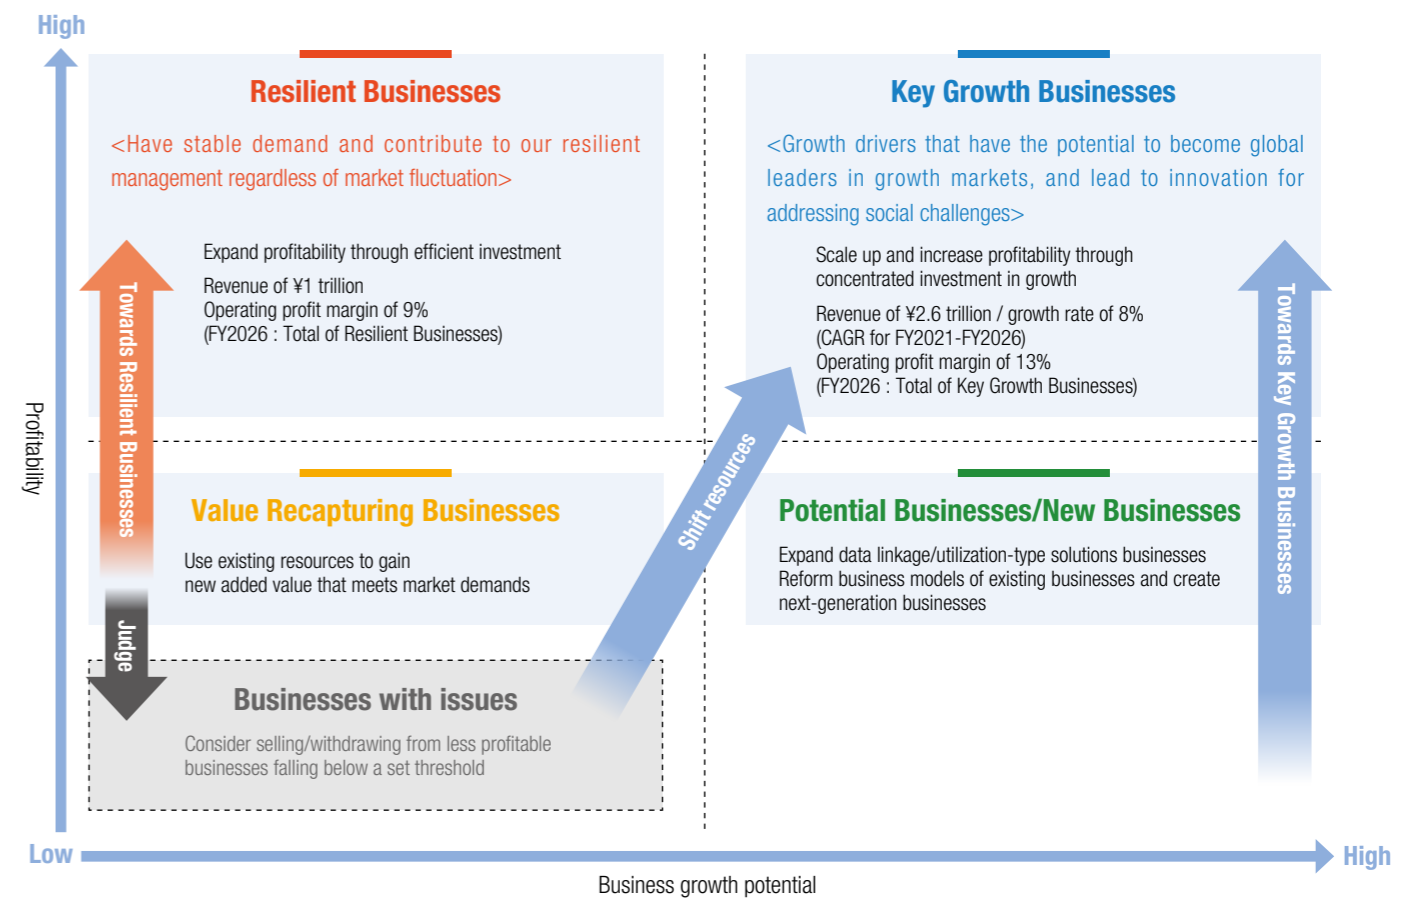 High
Resilient Businesses
<Have stable demand and contribute to our resilient
management regardless of market fluctuation>
Expand profitability through efficient investment
Revenue of ¥1 trillion
Operating profit margin of 9%
(FY2026 : Total of Resilient Businesses)
Towards Resilient Businesses
Key Growth Businesses
<Growth drivers that have the potential to become global
leaders in growth markets, and lead to innovation for
addressing social challenges>
Scale up and increase profitability through
concentrated investment in growth
Revenue of ¥2.6 trillion / growth rate of 8%
(CAGR for FY2021-FY2026)
Operating profit margin of 13%
(FY2026 : Total of Key Growth Businesses)
Towards Key Growth Businesses
Profitability
Value Recapturing Businesses
Use existing resources to gain
new added value that meets market demands
Shift resources
Potential Businesses/New Businesses
Expand data linkage/utilization-type solutions businesses
Reform business models of existing businesses and create
next-generation businesses
Judge
Businesses with issues
Consider selling/withdrawing from less profitable
businesses falling below a set threshold
Low
High
Business growth potential